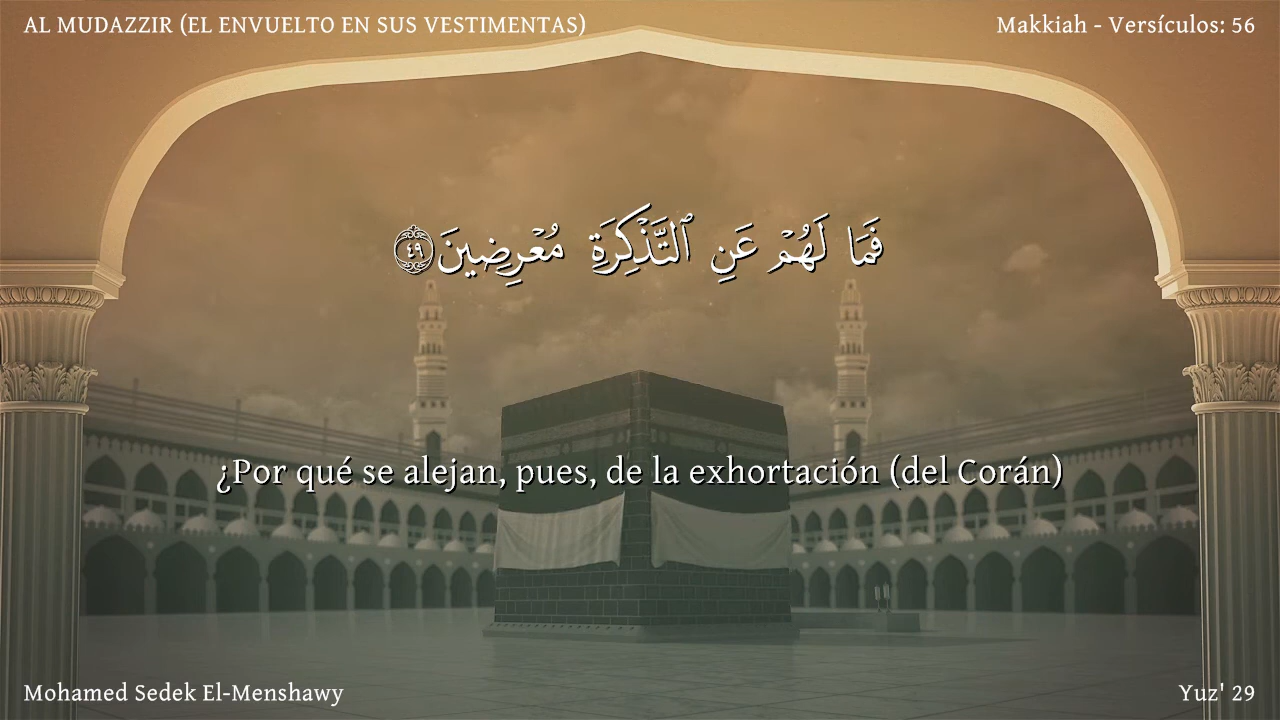 AL MUDAZZIR (EL ENVUELTO EN SUS VESTIMENTAS)
Makkiah - Versículos: 56
فَمَا لَهُمْ عَنِ ٱلتَّذْكِرَةِ مُعْرِضِينَ ٤٩
¿Por qué se alejan, pues, de la exhortación (del Corán)
Mohamed Sedek El-Menshawy
Yuz' 29